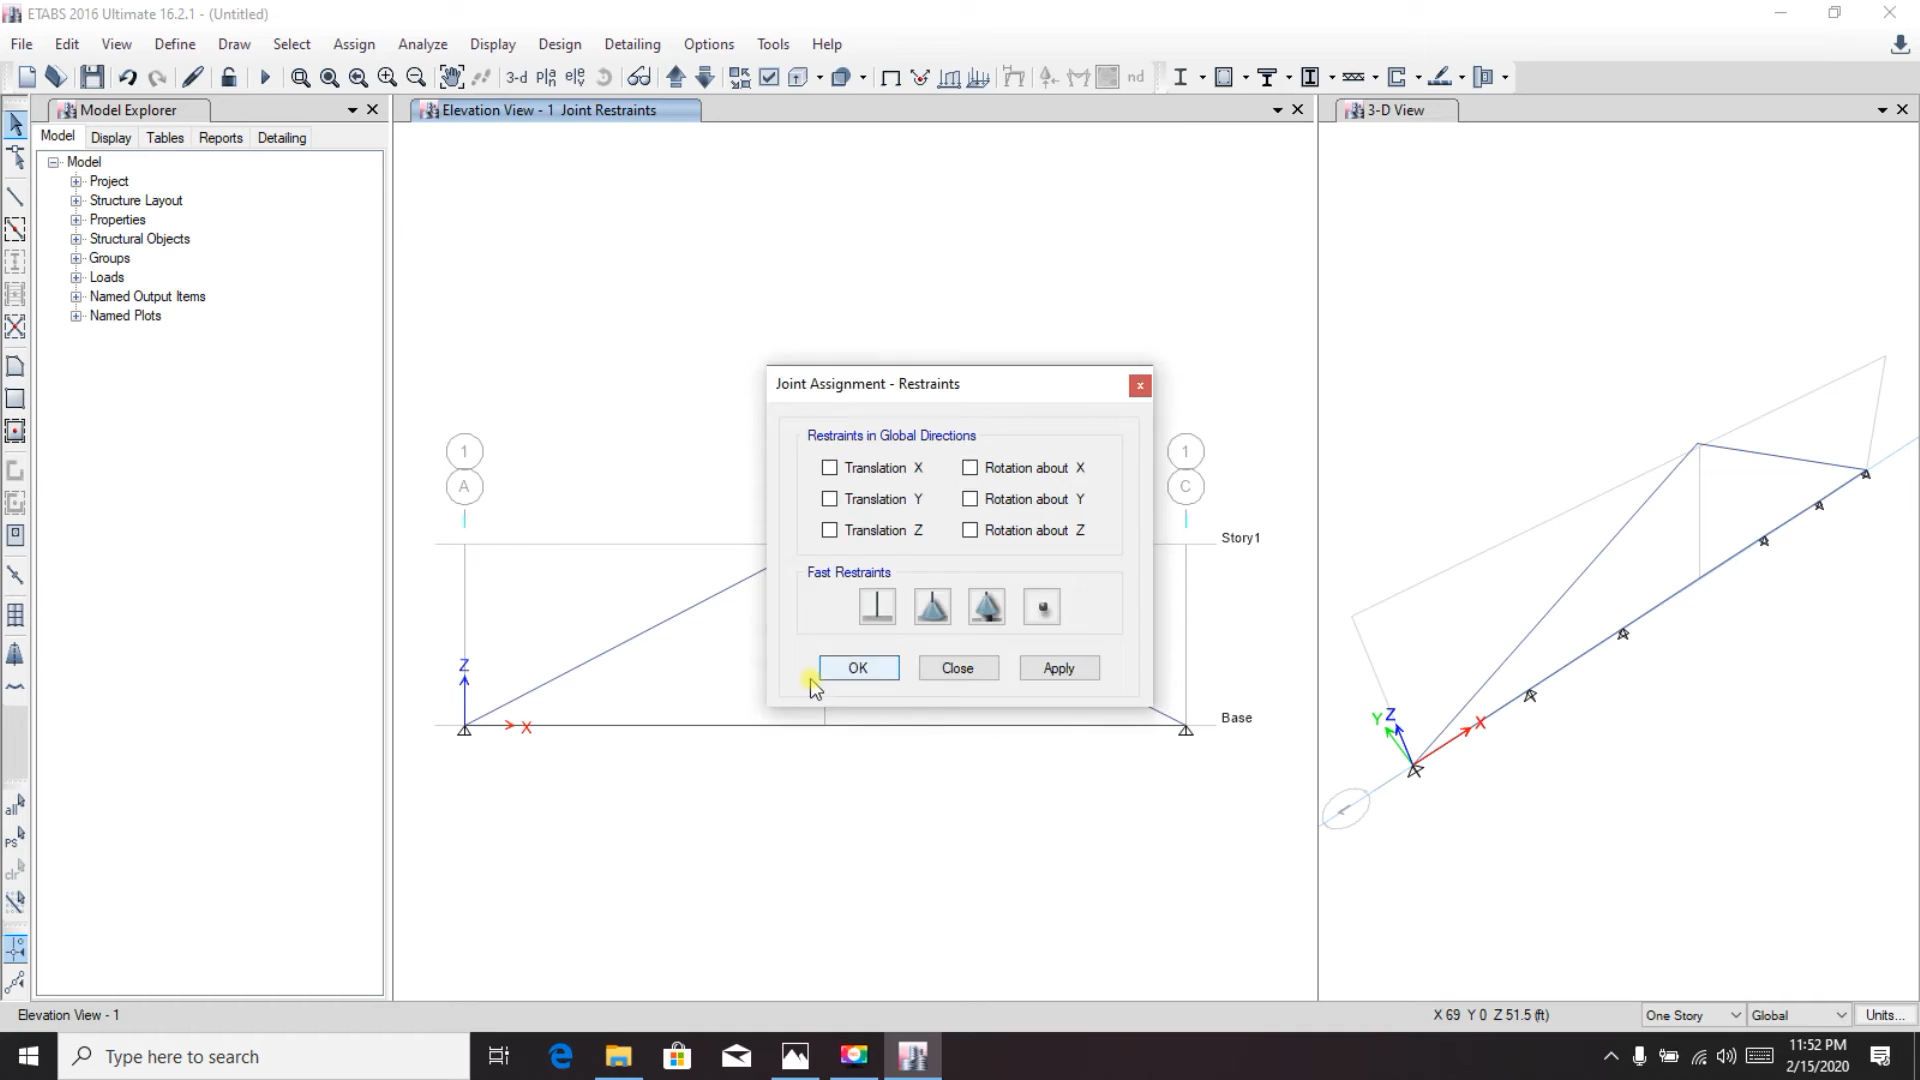 ETABS 2016 Ultimate 16.2.1 - (Untitled)
File Edit View Define Draw Select Assign Analyze Display Design Detailing Options Tools Help
3-d pla ele nd
Model Explorer
Elevation View - 1 Joint Restraints
3-D View
Model Display Tables Reports Detailing
Model
Project
Structure Layout
Properties
Structural Objects
Groups
Loads
Named Output Items
Named Plots
Joint Assignment - Restraints
Restraints in Global Directions
Translation X Rotation about X
Translation Y Rotation about Y
Translation Z Rotation about Z
Fast Restraints
OK Close Apply
1
A
1
C
Story1
Base
Z
X
Y Z
X
all
PS
clr
Elevation View - 1
X 69 Y 0 Z 51.5 (ft)
One Story
Global
Units...
Type here to search
11:52 PM
2/15/2020